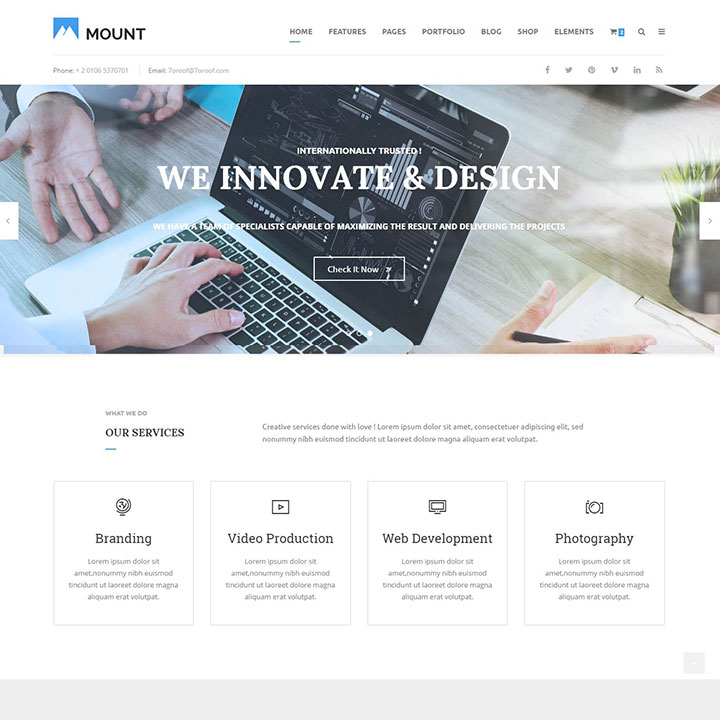 MOUNT
HOME FEATURES PAGES PORTFOLIO BLOG SHOP ELEMENTS
Phone: + 2 0106 5370701 Email: 7oroof@7oroof.com
INTERNATIONALLY TRUSTED !
WE INNOVATE & DESIGN
WE HAVE A TEAM OF SPECIALISTS CAPABLE OF MAXIMIZING THE RESULT AND DELIVERING THE PROJECTS
Check It Now
WHAT WE DO
OUR SERVICES
Creative services done with love ! Lorem ipsum dolor sit amet, consectetuer adipiscing elit, sed
nonummy nibh euismod tincidunt ut laoreet dolore magna aliquam erat volutpat.
Branding
Lorem ipsum dolor sit
amet,nonummy nibh euismod
tincidunt ut laoreet dolore magna
aliquam erat volutpat.
Video Production
Lorem ipsum dolor sit
amet,nonummy nibh euismod
tincidunt ut laoreet dolore magna
aliquam erat volutpat.
Web Development
Lorem ipsum dolor sit
amet,nonummy nibh euismod
tincidunt ut laoreet dolore magna
aliquam erat volutpat.
Photography
Lorem ipsum dolor sit
amet,nonummy nibh euismod
tincidunt ut laoreet dolore magna
aliquam erat volutpat.